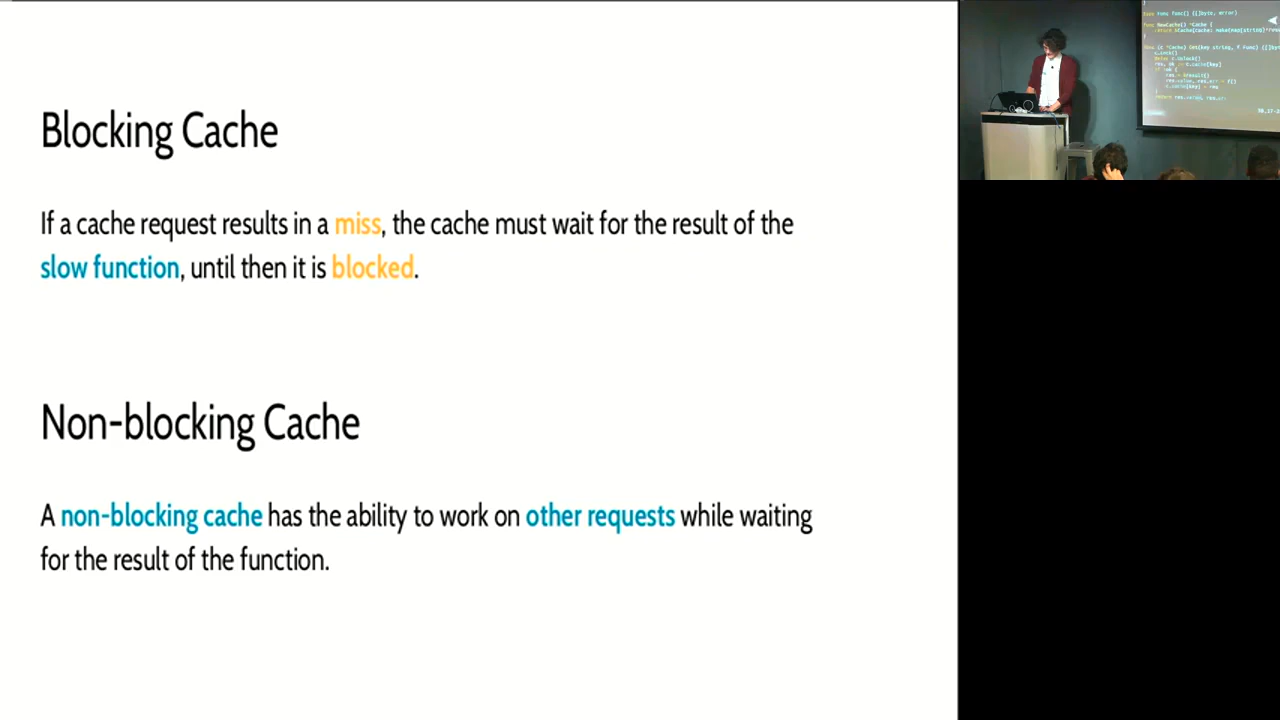 Blocking Cache
If a cache request results in a miss, the cache must wait for the result of the
slow function, until then it is blocked.
Non-blocking Cache
A non-blocking cache has the ability to work on other requests while waiting
for the result of the function.